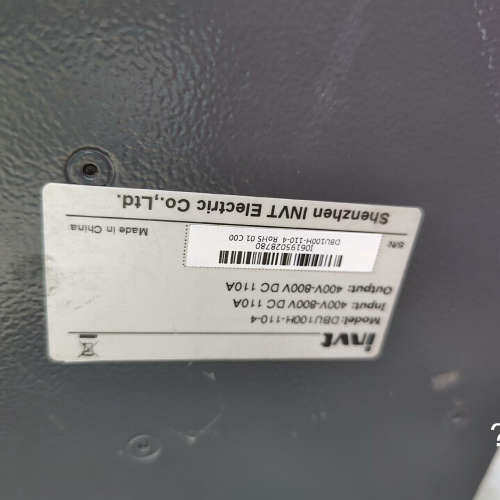 invt
Model: DBU100H-110-4
Input: 400V-800V DC 110A
Output: 400V-800V DC 110A
I06195028780
DBU100H-110-4 RoHS 01 C00
S/N:
Made in China
Shenzhen INVT Electric Co.,Ltd.
?